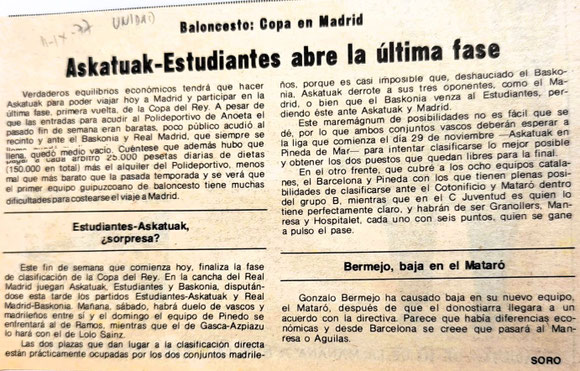 UNIDAD
Baloncesto: Copa en Madrid
Askatuak-Estudiantes abre la última fase
Verdaderos equilibrios económicos tendrá que hacer
Askatuak para poder viajar hoy a Madrid y participar en la
última fase, primera vuelta, de la Copa del Rey. A pesar de
que las entradas para acudir al Polideportivo de Anoeta el
pasado fin de semana eran baratas, poco público acudió al
recinto y ante el Baskonia y Real Madrid, que siempre se
llena, quedó medio vacío. Cuéntese que además hubo que
pagar a cada árbitro 25.000 pesetas diarias de dietas
(150.000 en total) más el alquiler del Polideportivo, menos
mal que más barato que la pasada temporada y se verá que
el primer equipo guipuzcoano de baloncesto tiene muchas
dificultades para costearse el viaje a Madrid.
Estudiantes-Askatuak,
¿sorpresa?
Este fin de semana que comienza hoy, finaliza la fase
de clasificación de la Copa del Rey. En la cancha del Real
Madrid juegan Askatuak, Estudiantes y Baskonia, dispután-
dose esta tarde los partidos Estudiantes-Askatuak y Real
Madrid-Baskonia. Mañana, sábado, habrá duelo de vascos y
madrileños entre sí y el domingo el equipo de Pinedo se
enfrentará al de Ramos, mientras que el de Gasca-Azpiazu
lo hará con el de Lolo Sainz.
Las dos plazas que dan lugar a la clasificación directa
están prácticamente ocupadas por los dos conjuntos madrile-
ños, porque es casi imposible que, deshauciado el Basko-
nia, Askatuak derrote a sus tres oponentes, como el Ma-
drid, o bien que el Baskonia venza al Estudiantes, per-
diendo éste ante Askatuak y Madrid.
Este maremágnum de posibilidades no es fácil que se
dé, por lo que ambos conjuntos vascos deberán esperar a
la liga que comienza el día 29 de noviembre —Askatuak en
Pineda de Mar— para intentar clasificarse lo mejor posible
y obtener los dos puestos que quedan libres para la final.
En el otro frente, que cubré a los ocho equipos catala-
nes, el Barcelona y Pineda con los que tienen plenas posi-
bilidades de clasificarse ante el Cotonificio y Mataró dentro
del grupo B, mientras que en el C Juventud es quien lo
tiene perfectamente claro, y habrán de ser Granollers, Man-
resa y Hospitalet, cada uno con seis puntos, quien se gane
a pulso el pase.
Bermejo, baja en el Mataró
Gonzalo Bermejo ha causado baja en su nuevo equipo,
el Mataró, después de que el donostiarra llegara a un
acuerdo con la directiva. Parece que había diferencias eco-
nómicas y desde Barcelona se creee que pasará al Man-
resa o Aguilas.
SORO